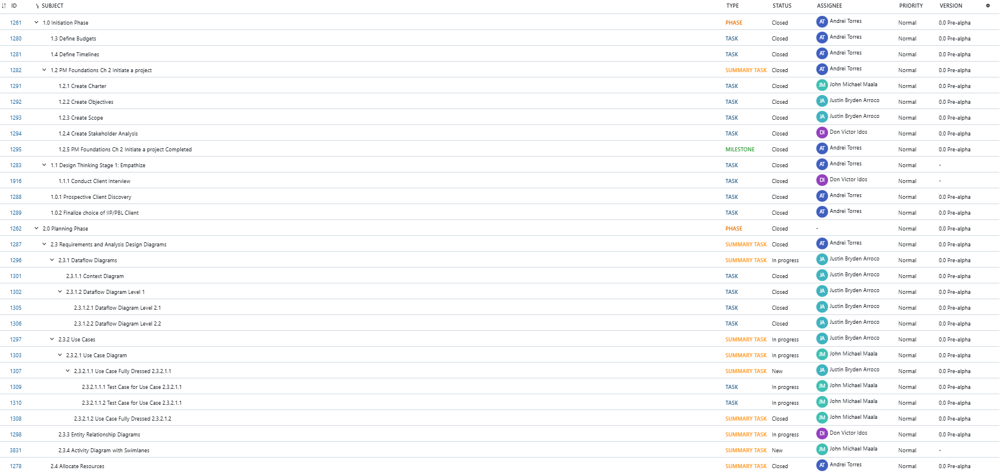 ID SUBJECT TYPE STATUS ASSIGNEE PRIORITY VERSION
1261 1.0 Initiation Phase PHASE Closed AT Andrei Torres Normal 0.0 Pre-alpha
1280 1.3 Define Budgets TASK Closed AT Andrei Torres Normal 0.0 Pre-alpha
1281 1.4 Define Timelines TASK Closed AT Andrei Torres Normal 0.0 Pre-alpha
1282 1.2 PM Foundations Ch 2 Initiate a project SUMMARY TASK Closed AT Andrei Torres Normal 0.0 Pre-alpha
1291 1.2.1 Create Charter TASK Closed JM John Michael Maala Normal 0.0 Pre-alpha
1292 1.2.2 Create Objectives TASK Closed JA Justin Bryden Arroco Normal 0.0 Pre-alpha
1293 1.2.3 Create Scope TASK Closed JA Justin Bryden Arroco Normal 0.0 Pre-alpha
1294 1.2.4 Create Stakeholder Analysis TASK Closed DI Don Victor Idos Normal 0.0 Pre-alpha
1295 1.2.5 PM Foundations Ch 2 Initiate a project Completed MILESTONE Closed AT Andrei Torres Normal 0.0 Pre-alpha
1283 1.1 Design Thinking Stage 1: Empathize TASK Closed AT Andrei Torres Normal -
1916 1.1.1 Conduct Client Interview TASK Closed DI Don Victor Idos Normal -
1288 1.0.1 Prospective Client Discovery TASK Closed AT Andrei Torres Normal 0.0 Pre-alpha
1289 1.0.2 FInalize choice of IIP/PBL Client TASK Closed AT Andrei Torres Normal 0.0 Pre-alpha
1262 2.0 Planning Phase PHASE Closed - Normal 0.0 Pre-alpha
1287 2.3 Requirements and Analysis Design Diagrams SUMMARY TASK Closed AT Andrei Torres Normal 0.0 Pre-alpha
1296 2.3.1 Dataflow Diagrams SUMMARY TASK In progress JA Justin Bryden Arroco Normal 0.0 Pre-alpha
1301 2.3.1.1 Context Diagram TASK Closed JA Justin Bryden Arroco Normal 0.0 Pre-alpha
1302 2.3.1.2 Dataflow Diagram Level 1 TASK Closed JA Justin Bryden Arroco Normal 0.0 Pre-alpha
1305 2.3.1.2.1 Dataflow Diagram Level 2.1 TASK Closed JA Justin Bryden Arroco Normal 0.0 Pre-alpha
1306 2.3.1.2.2 Dataflow Diagram Level 2.2 TASK Closed JA Justin Bryden Arroco Normal 0.0 Pre-alpha
1297 2.3.2 Use Cases SUMMARY TASK In progress JA Justin Bryden Arroco Normal 0.0 Pre-alpha
1303 2.3.2.1 Use Case Diagram SUMMARY TASK In progress JM John Michael Maala Normal 0.0 Pre-alpha
1307 2.3.2.1.1 Use Case Fully Dressed 2.3.2.1.1 SUMMARY TASK New JA Justin Bryden Arroco Normal 0.0 Pre-alpha
1309 2.3.2.1.1.1 Test Case for Use Case 2.3.2.1.1 TASK In progress JM John Michael Maala Normal 0.0 Pre-alpha
1310 2.3.2.1.1.2 Test Case for Use Case 2.3.2.1.1 TASK In progress JM John Michael Maala Normal 0.0 Pre-alpha
1308 2.3.2.1.2 Use Case Fully Dressed 2.3.2.1.2 SUMMARY TASK Closed JM John Michael Maala Normal 0.0 Pre-alpha
1298 2.3.3 Entity Relationship Diagrams SUMMARY TASK In progress DI Don Victor Idos Normal 0.0 Pre-alpha
3831 2.3.4 Activity Diagram with Swimlanes SUMMARY TASK New JM John Michael Maala Normal -
1278 2.4 Allocate Resources SUMMARY TASK Closed AT Andrei Torres Normal 0.0 Pre-alpha